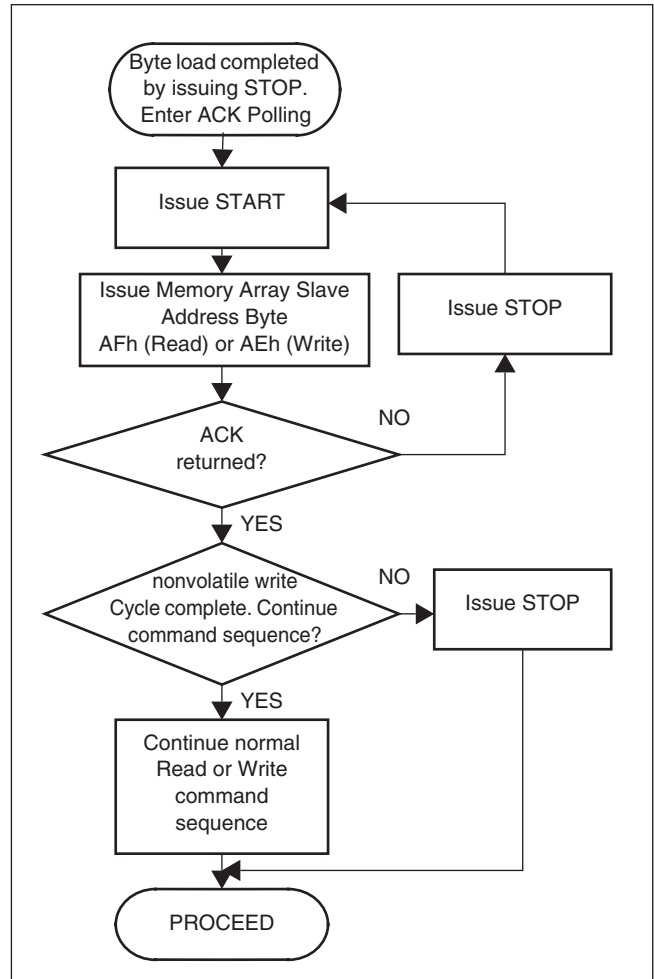 Byte load completed
by issuing STOP.
Enter ACK Polling
Issue START
Issue Memory Array Slave
Address Byte
AFh (Read) or AEh (Write)
Issue STOP
ACK
returned?
NO
YES
nonvolatile write
Cycle complete. Continue
command sequence?
NO
Issue STOP
YES
Continue normal
Read or Write
command
sequence
PROCEED